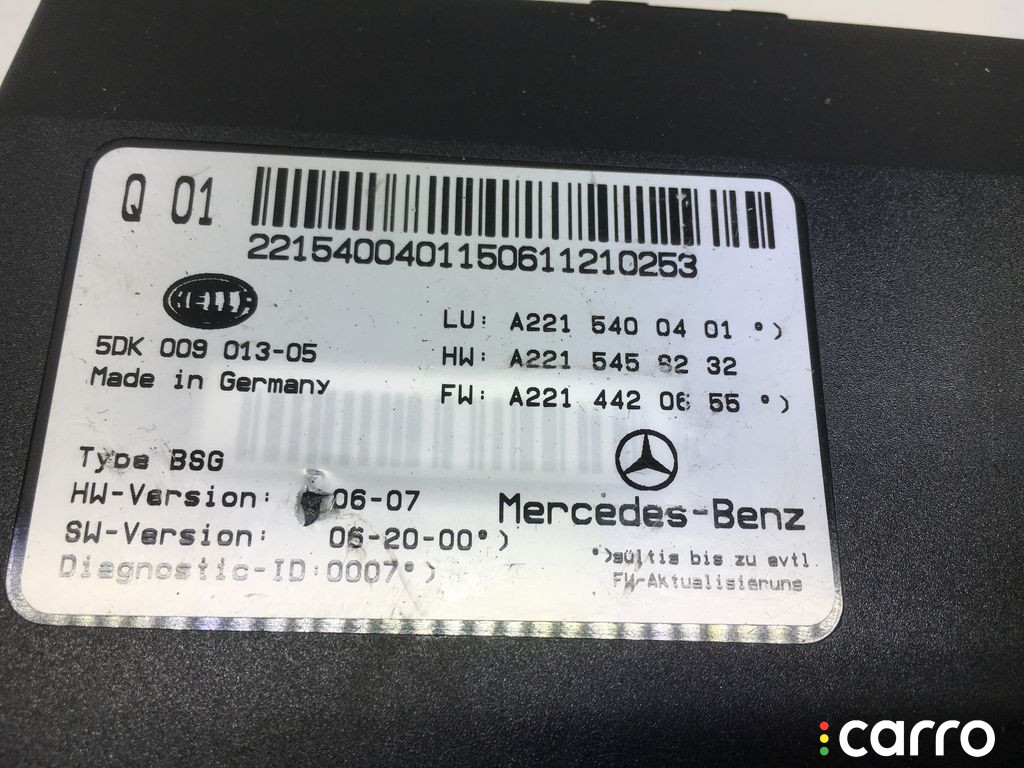 Q 01
2215400401150611210253
HELLA
5DK 009 013-05
Made in Germany
LU: A221 540 04 01 °)
HW: A221 545 62 32
FW: A221 442 06 55 °)
Type BSG
HW-Version: 06-07
SW-Version: 06-20-00°)
Diagnostic-ID:0007°)
Mercedes-Benz
°)gültig bis zu evtl
FW-Aktualisierung
carro